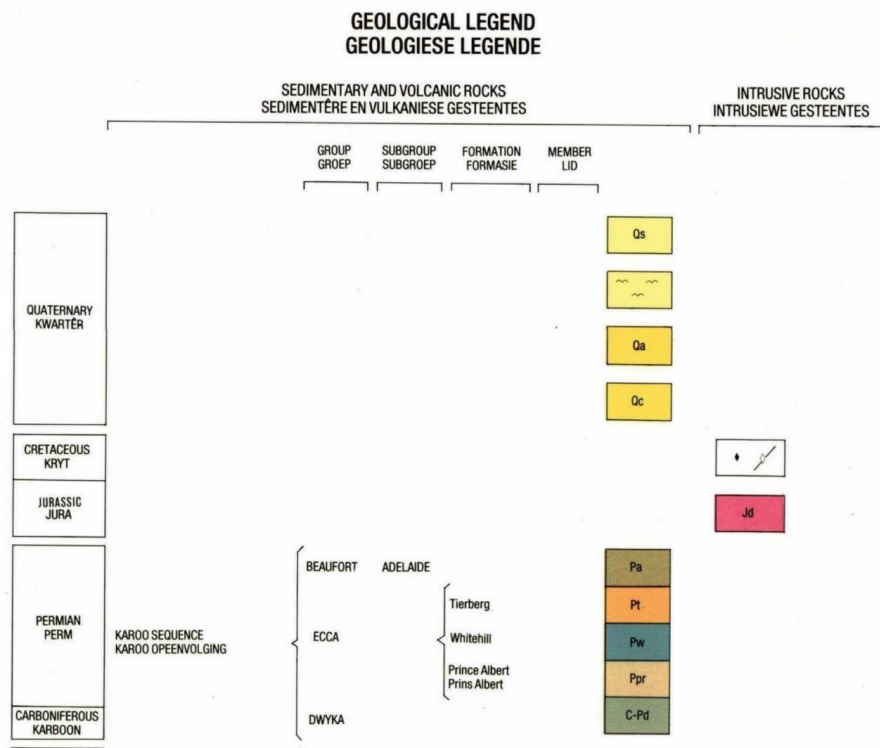 GEOLOGICAL LEGEND
GEOLOGIESE LEGENDE
SEDIMENTARY AND VOLCANIC ROCKS
SEDIMENTÊRE EN VULKANIESE GESTEENTES
INTRUSIVE ROCKS
INTRUSIEWE GESTEENTES
GROUP
GROEP
SUBGROUP
SUBGROEP
FORMATION
FORMASIE
MEMBER
LID
QUATERNARY
KWARTÊR
Qs
Qa
Qc
CRETACEOUS
KRYT
JURASSIC
JURA
Jd
PERMIAN
PERM
KAROO SEQUENCE
KAROO OPEENVOLGING
BEAUFORT ADELAIDE Pa
ECCA
Tierberg Pt
Whitehill Pw
Prince Albert
Prins Albert
Ppr
CARBONIFEROUS
KARBOON
DWYKA C-Pd